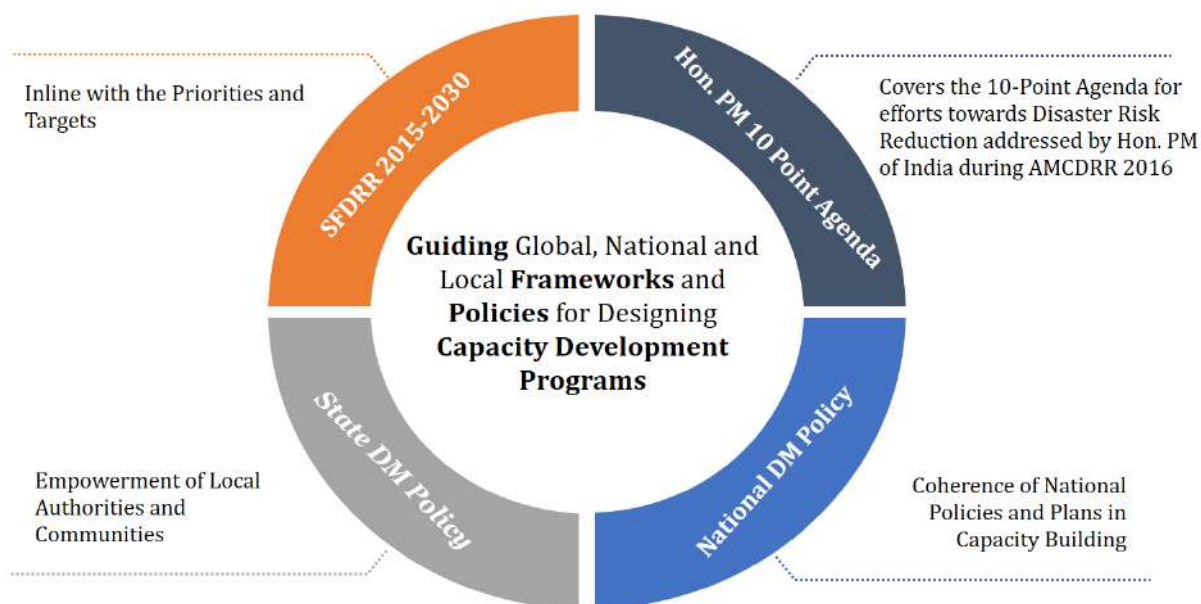 Inline with the Priorities and
Targets
SFDRR 2015-2030
Hon. PM 10 Point Agenda
Covers the 10-Point Agenda for
efforts towards Disaster Risk
Reduction addressed by Hon. PM
of India during AMCDRR 2016
Guiding Global, National and
Local Frameworks and
Policies for Designing
Capacity Development
Programs
State DM Policy
National DM Policy
Empowerment of Local
Authorities and
Communities
Coherence of National
Policies and Plans in
Capacity Building